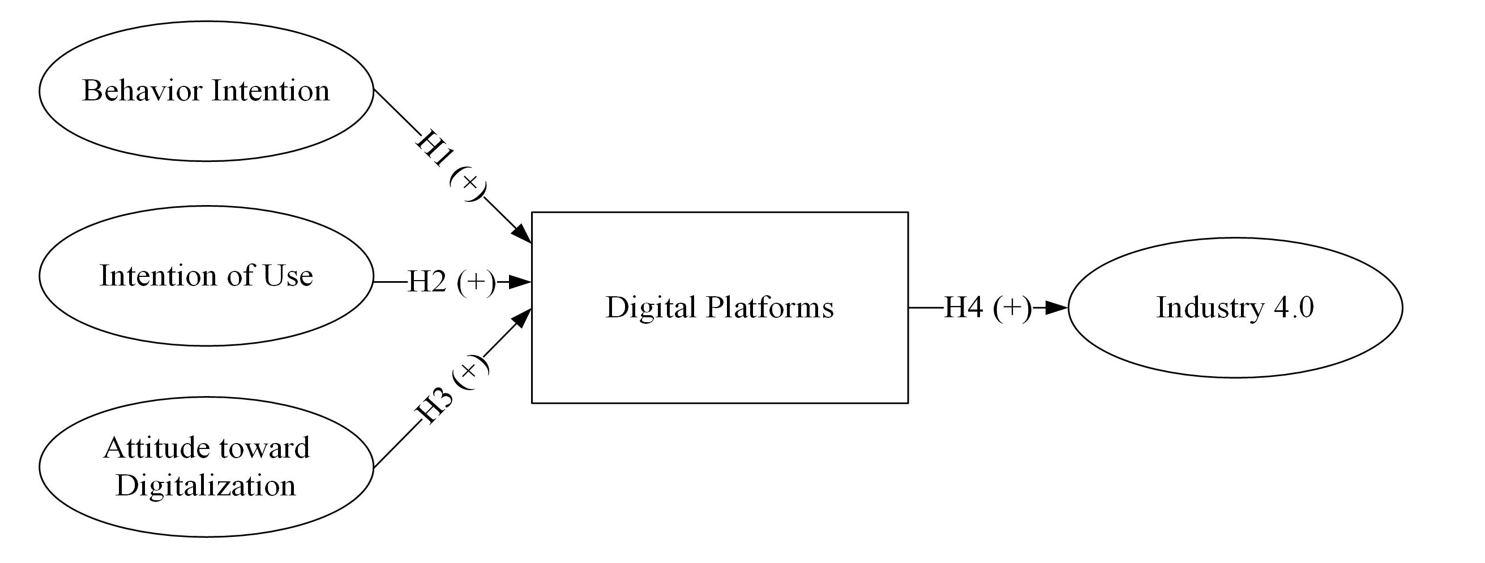 Behavior Intention
H1 (+)
Intention of Use
H2 (+)
Attitude toward
Digitalization
H3 (+)
Digital Platforms
H4 (+)
Industry 4.0